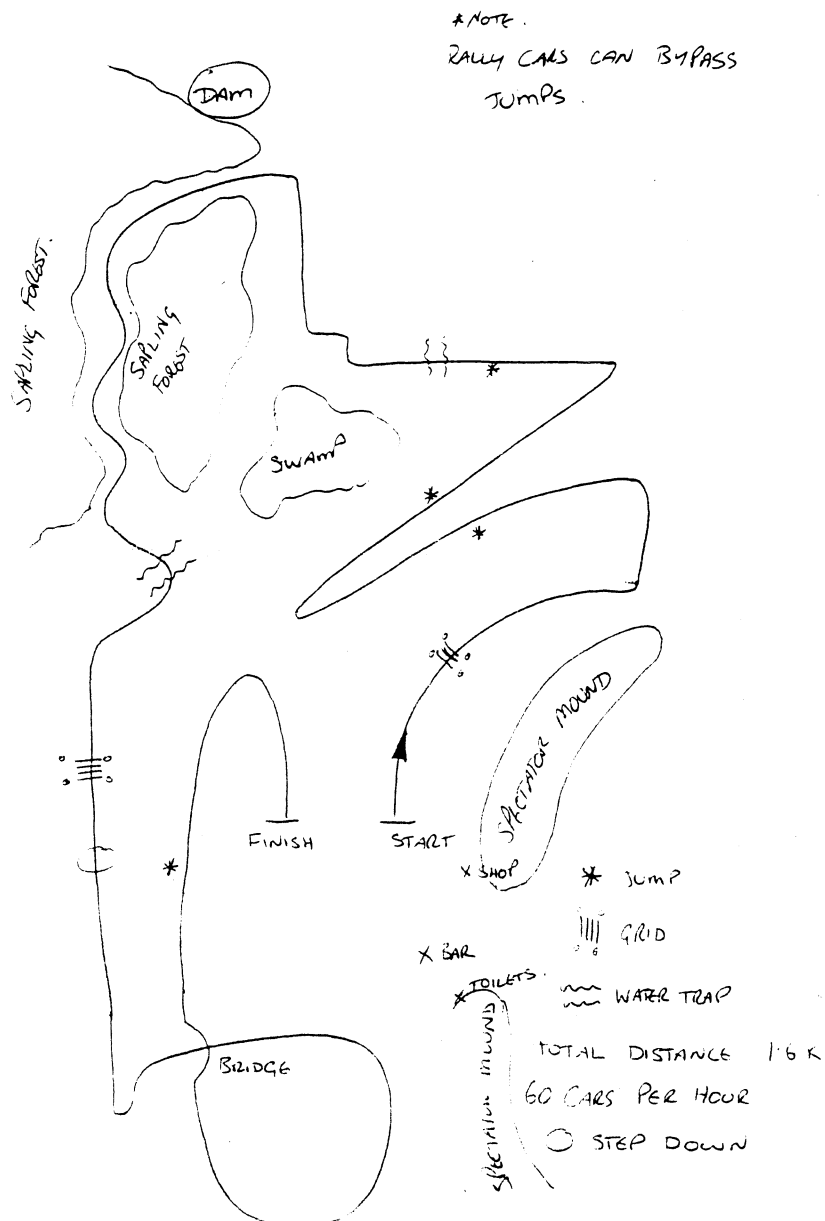 *NOTE.
RALLY CARS CAN BYPASS
JUMPS.
DAM
SAPLING FOREST.
SAPLING
FOREST
SWAMP
SPECTATOR MOUND
FINISH
START
X SHOP
JUMP
GRID
X BAR
TOILETS.
WATER TRAP
SPECTATOR MOUND
BRIDGE
TOTAL DISTANCE 1.6 K
60 CARS PER HOUR
STEP DOWN